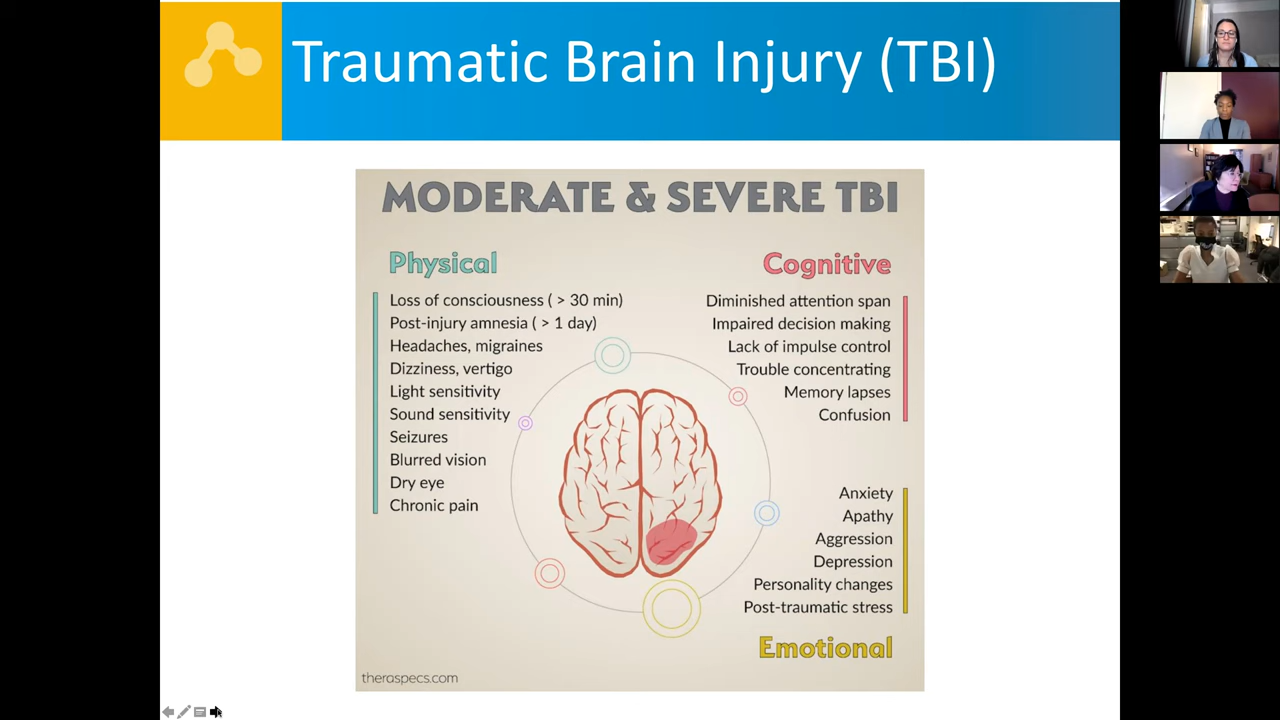 Traumatic Brain Injury (TBI)
MODERATE & SEVERE TBI
Physical
Loss of consciousness ( > 30 min)
Post-injury amnesia ( > 1 day)
Headaches, migraines
Dizziness, vertigo
Light sensitivity
Sound sensitivity
Seizures
Blurred vision
Dry eye
Chronic pain
Cognitive
Diminished attention span
Impaired decision making
Lack of impulse control
Trouble concentrating
Memory lapses
Confusion
Anxiety
Apathy
Aggression
Depression
Personality changes
Post-traumatic stress
Emotional
theraspecs.com